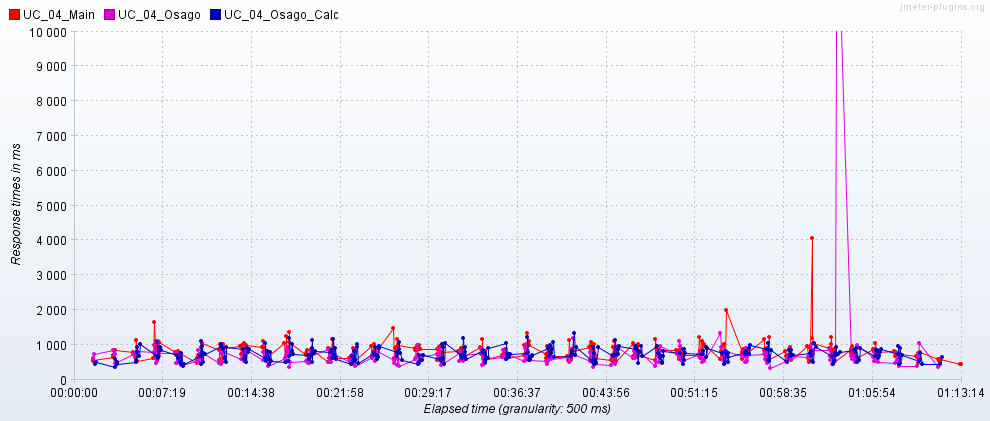 UC_04_Main UC_04_Osago UC_04_Osago_Calc
jmeter-plugins.org
10 000
9 000
8 000
7 000
6 000
5 000
4 000
3 000
2 000
1 000
0
Response times in ms
00:00:00 00:07:19 00:14:38 00:21:58 00:29:17 00:36:37 00:43:56 00:51:15 00:58:35 01:05:54 01:13:14
Elapsed time (granularity: 500 ms)